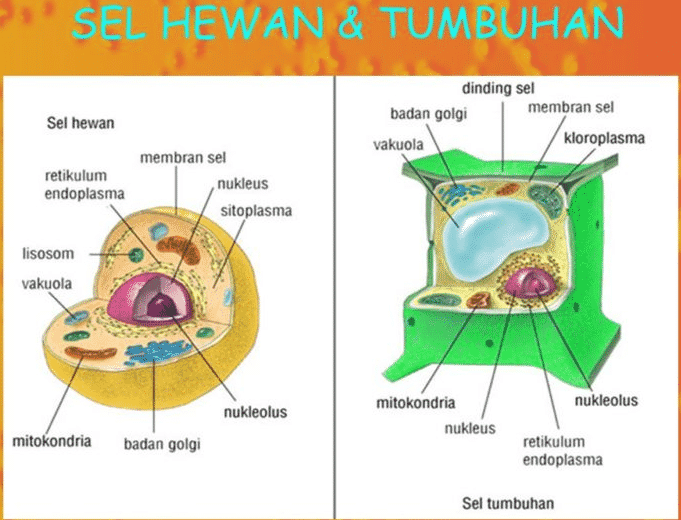 SEL HEWAN & TUMBUHAN
Sel hewan
membran sel
retikulum
endoplasma
nukleus
sitoplasma
lisosom
vakuola
nukleolus
mitokondria
badan golgi
dinding sel
badan golgi
membran sel
vakuola
kloroplasma
mitokondria
nukleolus
nukleus
retikulum
endoplasma
Sel tumbuhan